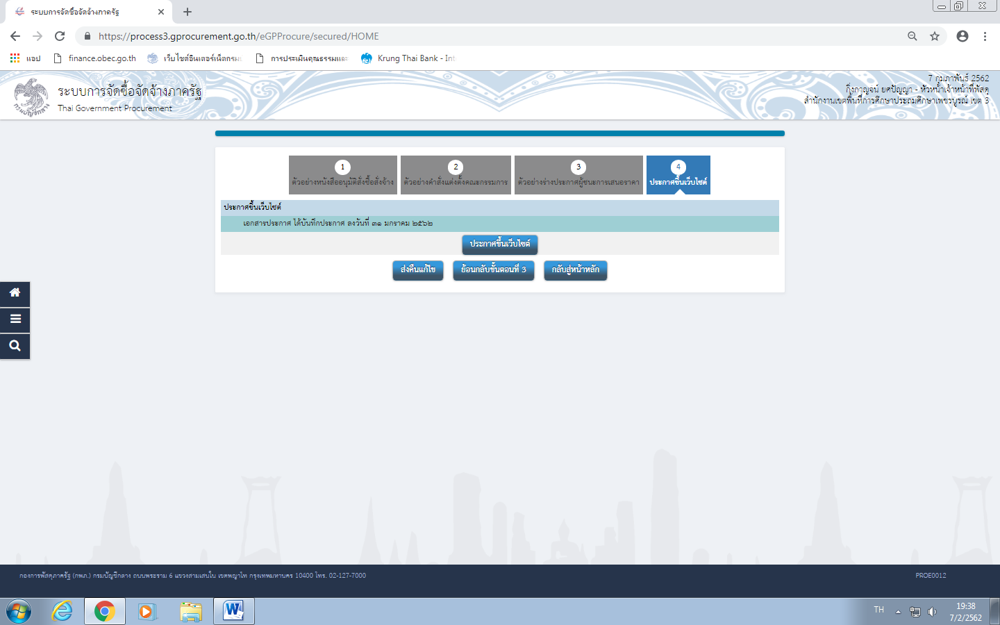 ระบบการจัดซื้อจัดจ้างภาครัฐ
https://process3.gprocurement.go.th/eGPProcure/secured/HOME
แอป
finance.obec.go.th
เว็บไซต์อินเตอร์เน็ตกรมบ
การประเมินคุณธรรมและ
Krung Thai Bank - Int
ระบบการจัดซื้อจัดจ้างภาครัฐ
Thai Government Procurement
กรมบัญชีกลาง
7 กุมภาพันธ์ 2562
กิ่งกาญจน์ ยศปัญญา - หัวหน้าเจ้าหน้าที่พัสดุ
สำนักงานเขตพื้นที่การศึกษาประถมศึกษาเพชรบูรณ์ เขต 3
1
ตัวอย่างหนังสืออนุมัติสั่งซื้อสั่งจ้าง
2
ตัวอย่างคำสั่งแต่งตั้งคณะกรรมการ
3
ตัวอย่างร่างประกาศผู้ชนะการเสนอราคา
4
ประกาศขึ้นเว็บไซต์
ประกาศขึ้นเว็บไซต์
เอกสารประกาศ ได้บันทึกประกาศ ลงวันที่ ๓๑ มกราคม ๒๕๖๒
ประกาศขึ้นเว็บไซต์
ส่งคืนแก้ไข
ย้อนกลับขั้นตอนที่ 3
กลับสู่หน้าหลัก
กองการพัสดุภาครัฐ (กพภ.) กรมบัญชีกลาง ถนนพระราม 6 แขวงสามเสนใน เขตพญาไท กรุงเทพมหานคร 10400 โทร. 02-127-7000
PROE0012
TH
19:38
7/2/2562